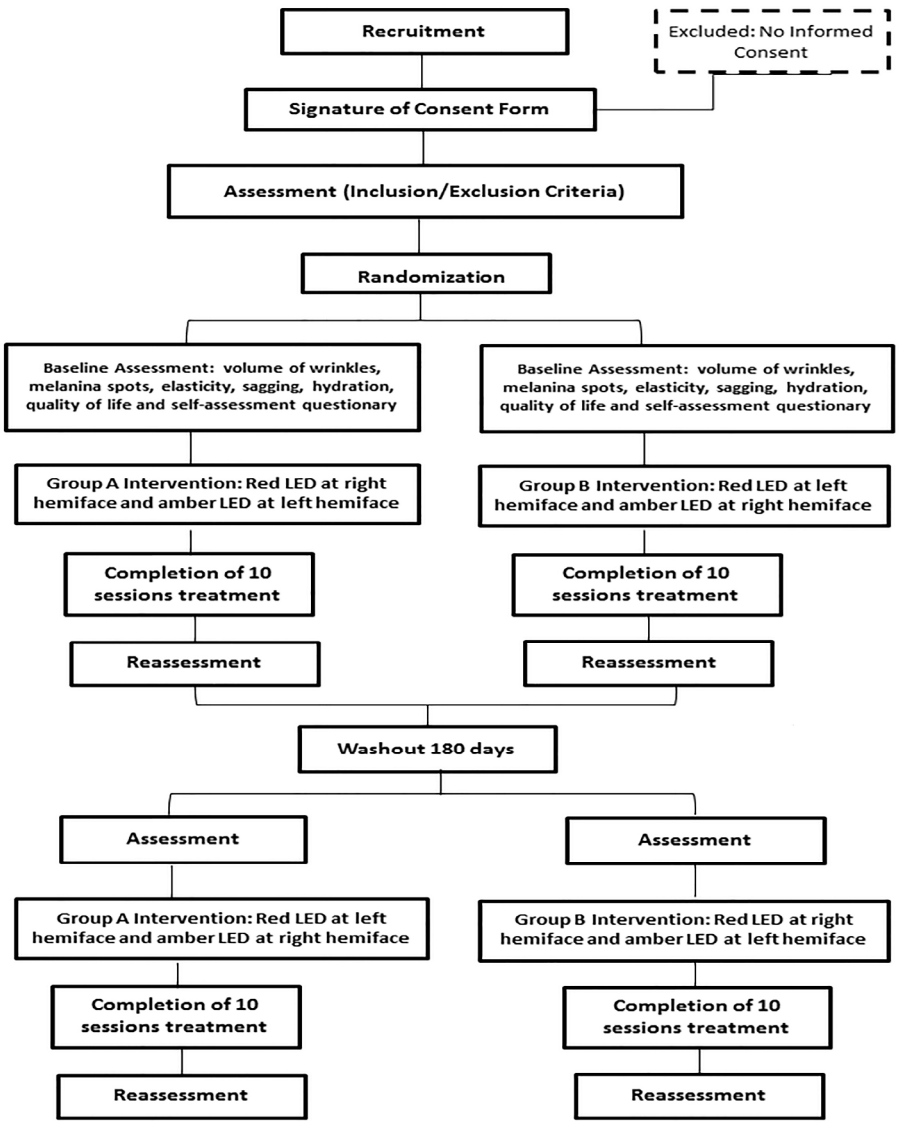 Recruitment
Excluded: No Informed
Consent
Signature of Consent Form
Assessment (Inclusion/Exclusion Criteria)
Randomization
Baseline Assessment: volume of wrinkles,
melanina spots, elasticity, sagging, hydration,
quality of life and self-assessment questionary
Baseline Assessment: volume of wrinkles,
melanina spots, elasticity, sagging, hydration,
quality of life and self-assessment questionary
Group A Intervention: Red LED at right
hemiface and amber LED at left hemiface
Group B Intervention: Red LED at left
hemiface and amber LED at right hemiface
Completion of 10
sessions treatment
Completion of 10
sessions treatment
Reassessment
Reassessment
Washout 180 days
Assessment
Assessment
Group A Intervention: Red LED at left
hemiface and amber LED at right hemiface
Group B Intervention: Red LED at right
hemiface and amber LED at left hemiface
Completion of 10
sessions treatment
Completion of 10
sessions treatment
Reassessment
Reassessment